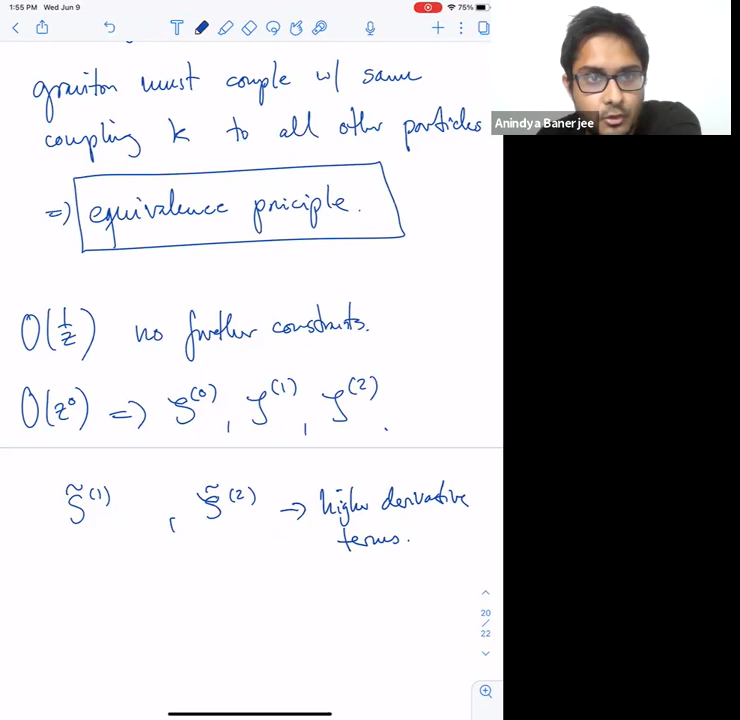 1:55 PM Wed Jun 9
75%
graviton must couple w/ same
coupling k to all other particles
Anindya Banerjee
=) equivalence priciple.
O(1/z) no further constraints.
O(z⁰) =) S⁽⁰⁾, S⁽¹⁾, S⁽²⁾.
S̃⁽¹⁾, S̃⁽²⁾ → higher derivative
terms.
20
/
22